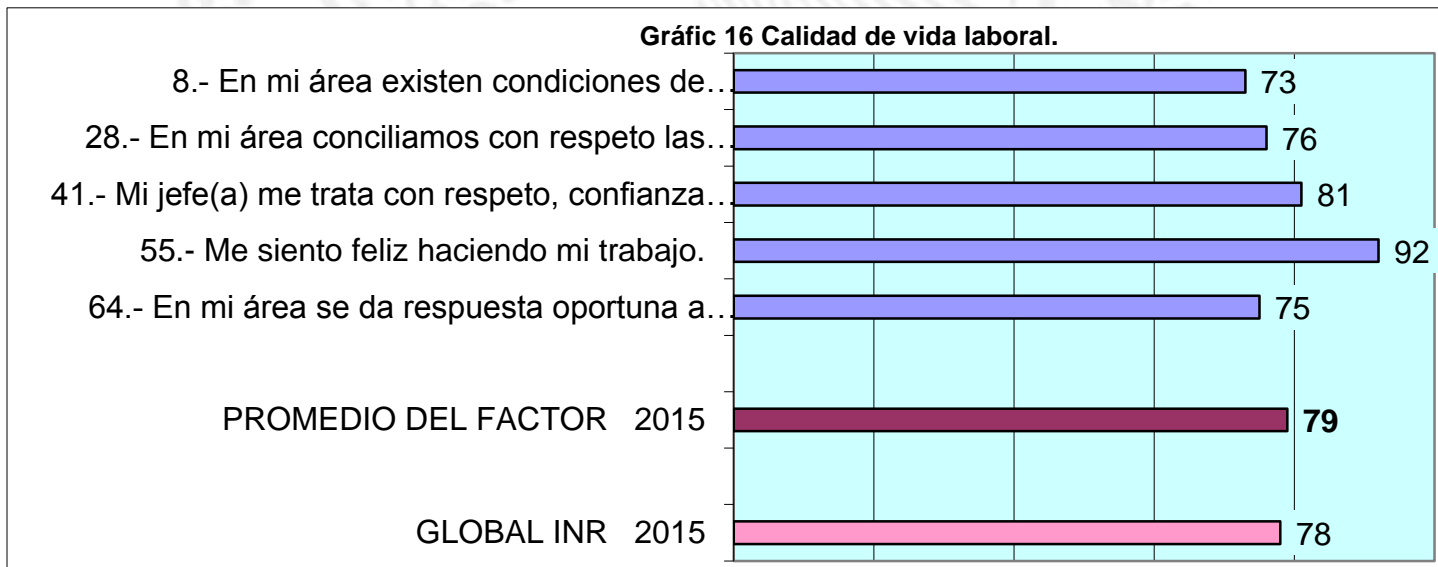 Gráfic 16 Calidad de vida laboral.
8.- En mi área existen condiciones de… 73
28.- En mi área conciliamos con respeto las… 76
41.- Mi jefe(a) me trata con respeto, confianza… 81
55.- Me siento feliz haciendo mi trabajo. 92
64.- En mi área se da respuesta oportuna a… 75
PROMEDIO DEL FACTOR 2015 79
GLOBAL INR 2015 78